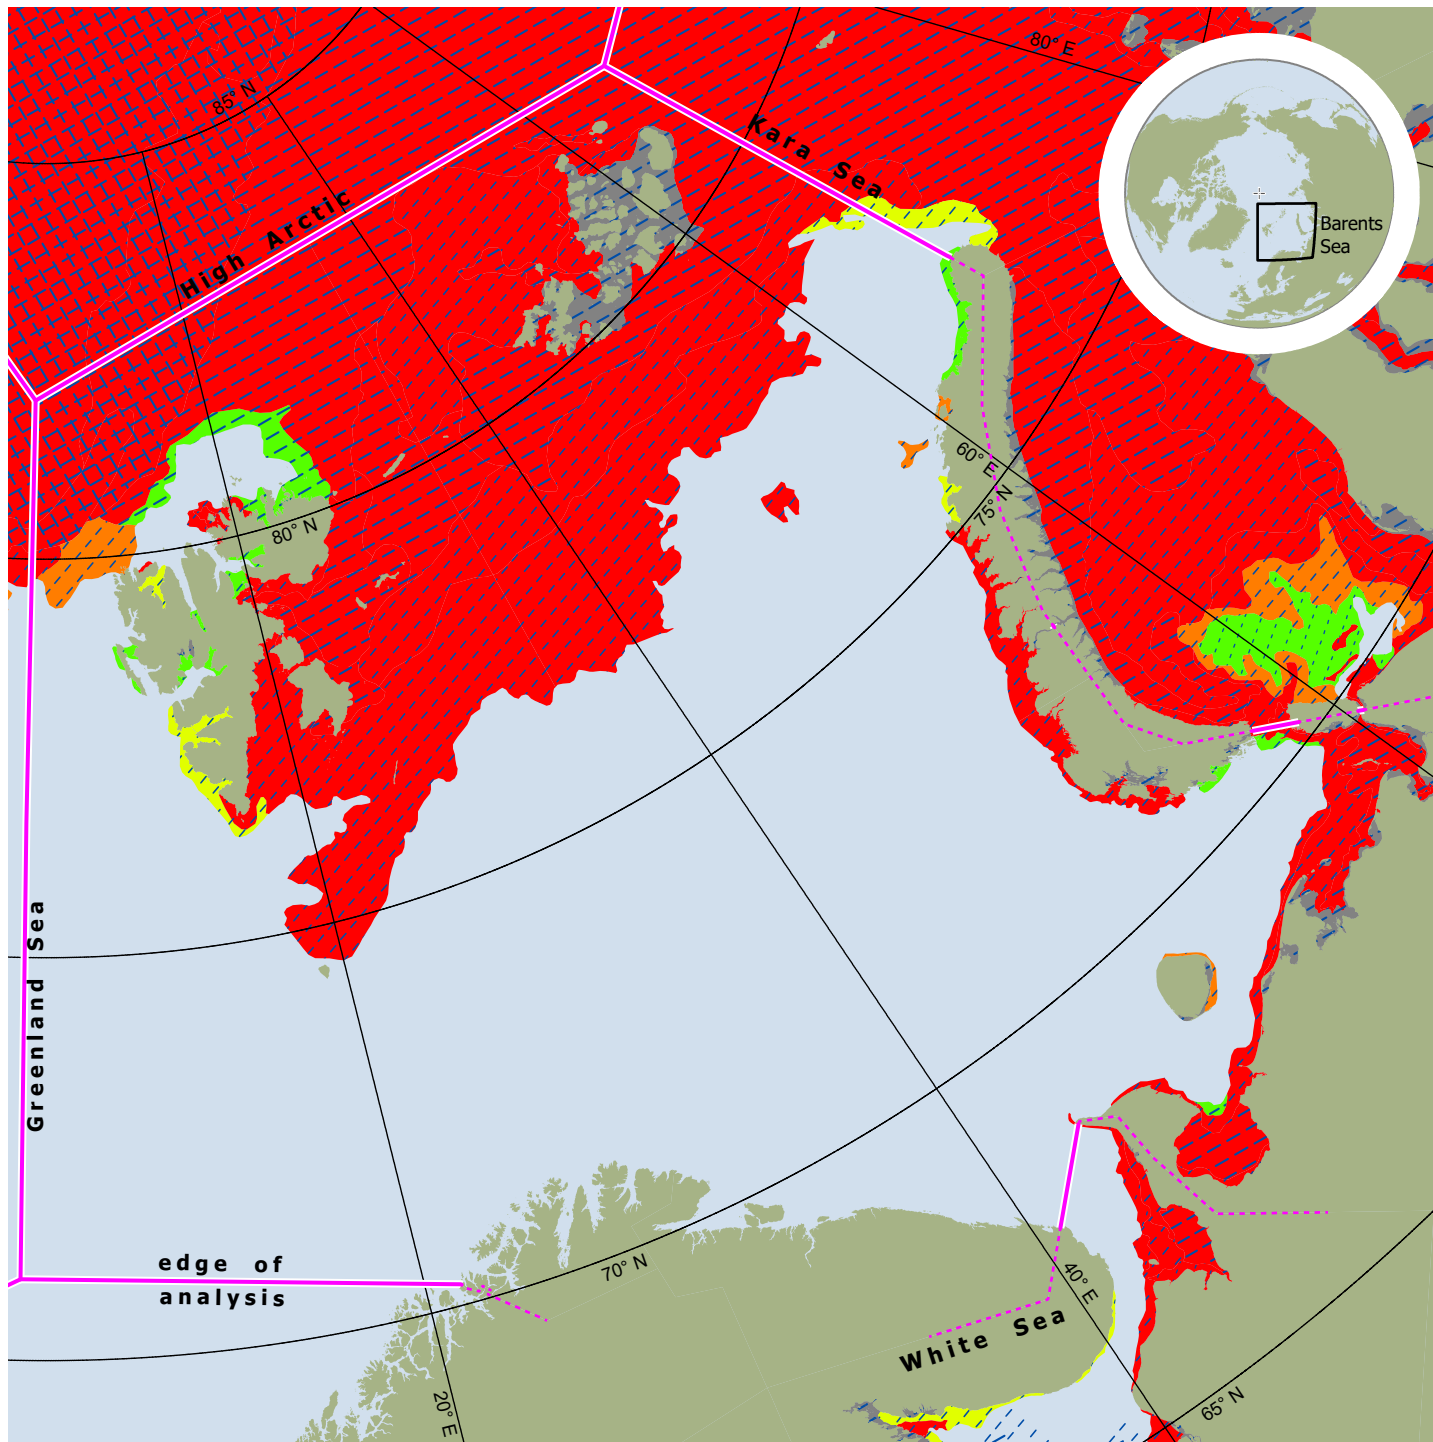 80° E
85° N
Kara Sea
High Arctic
Barents
Sea
60° E
75° N
80° N
Greenland Sea
edge of
analysis
70° N
40° E
White Sea
20° E
65° N